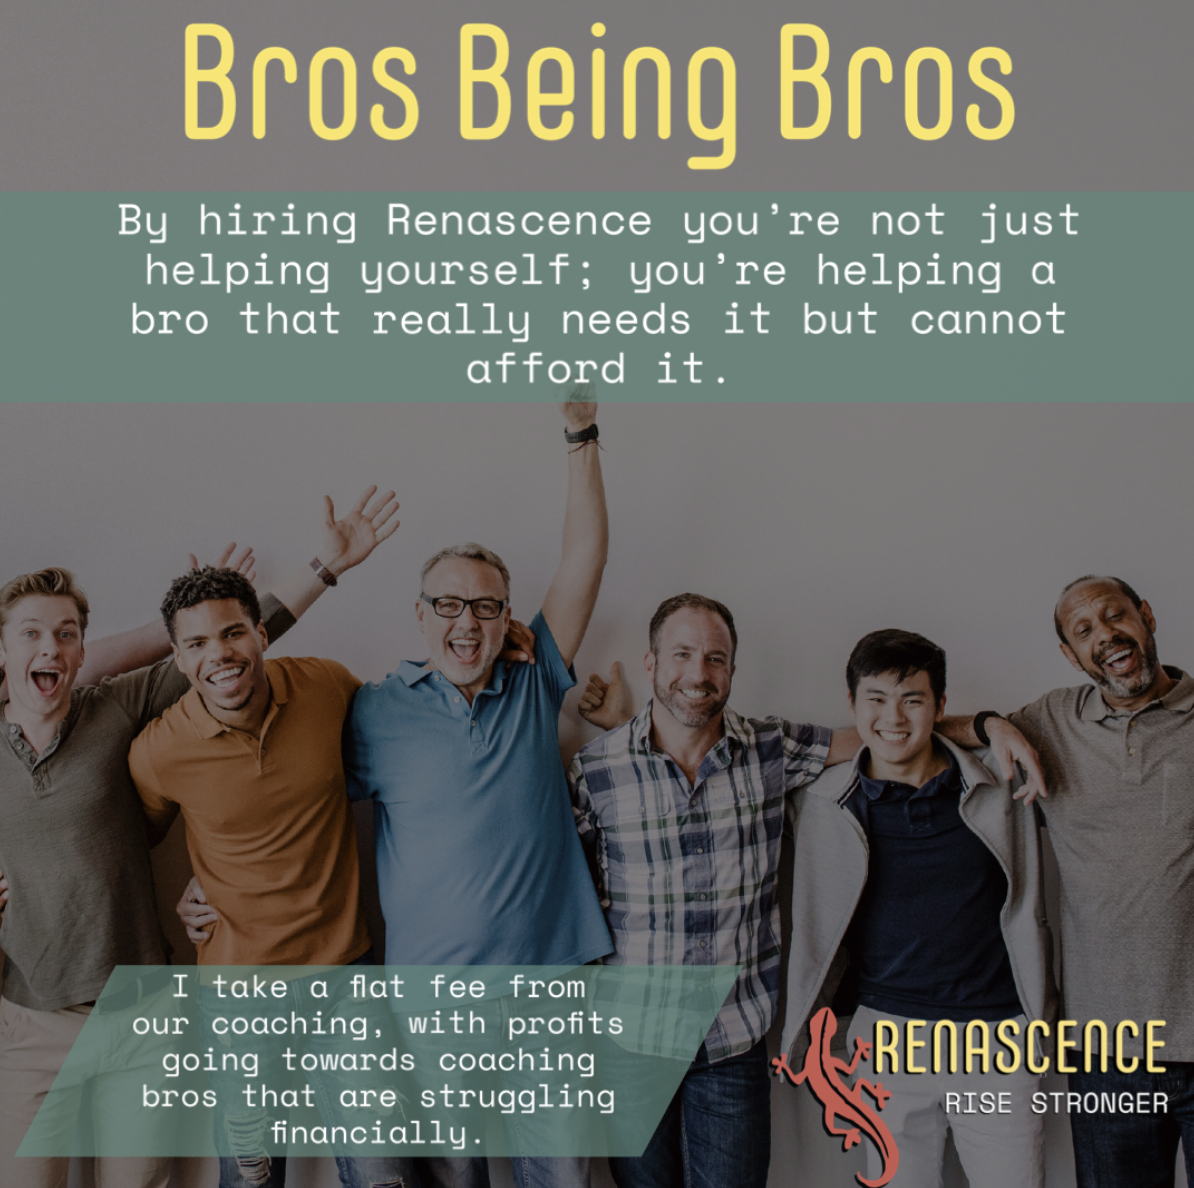 Bros Being Bros
By hiring Renascence you're not just
helping yourself; you're helping a
bro that really needs it but cannot
afford it.
I take a flat fee from
our coaching, with profits
going towards coaching
bros that are struggling
financially.
RENASCENCE
RISE STRONGER